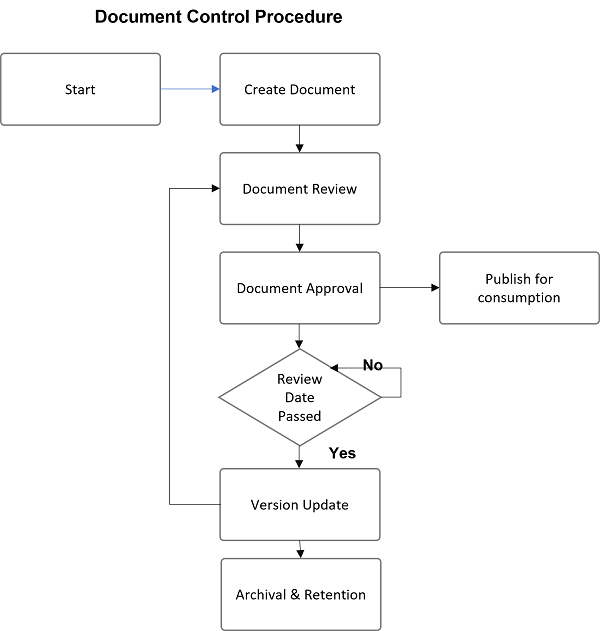 Document Control Procedure
Start
Create Document
Document Review
Document Approval
Publish for
consumption
No
Review
Date
Passed
Yes
Version Update
Archival & Retention